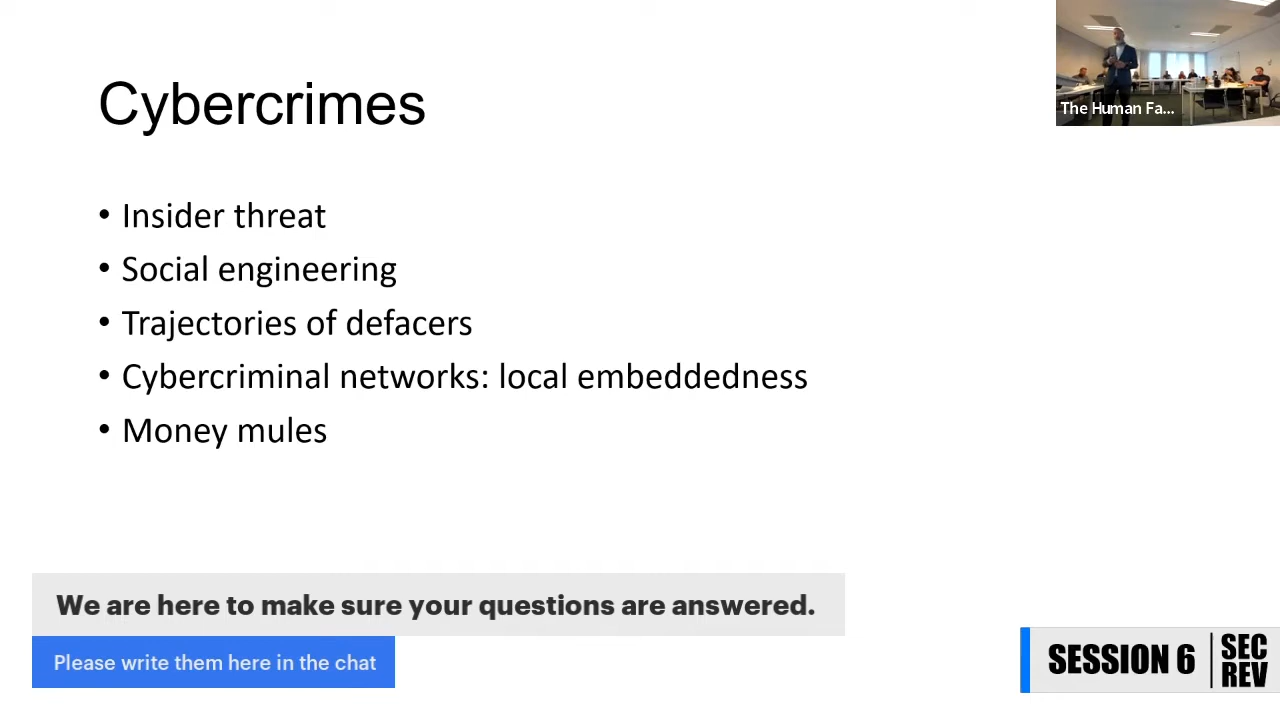 Cybercrimes
The Human Fa...
• Insider threat
• Social engineering
• Trajectories of defacers
• Cybercriminal networks: local embeddedness
• Money mules
We are here to make sure your questions are answered.
Please write them here in the chat
SESSION 6
SEC
REV